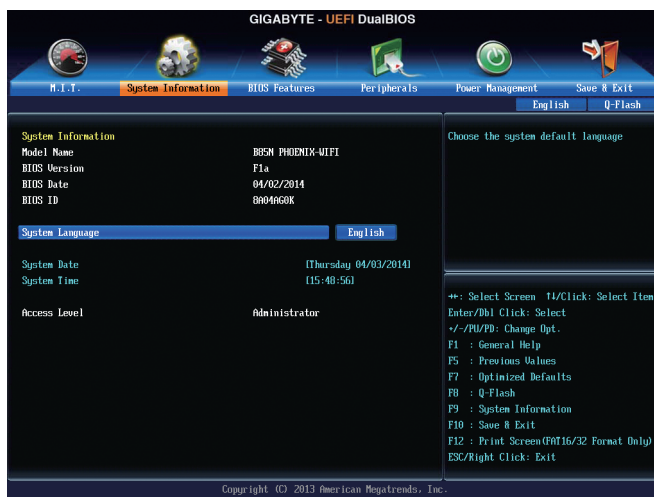 GIGABYTE - UEFI DualBIOS
M.I.T. System Information BIOS Features Peripherals Power Management Save & Exit
English Q-Flash
System Information
Model Name B85N PHOENIX-WIFI
BIOS Version F1a
BIOS Date 04/02/2014
BIOS ID 8A04AG0K
System Language English
System Date [Thursday 04/03/2014]
System Time [15:48:56]
Access Level Administrator
Choose the system default language
→←: Select Screen ↑↓/Click: Select Item
Enter/Dbl Click: Select
+/-/PU/PD: Change Opt.
F1 : General Help
F5 : Previous Values
F7 : Optimized Defaults
F8 : Q-Flash
F9 : System Information
F10 : Save & Exit
F12 : Print Screen(FAT16/32 Format Only)
ESC/Right Click: Exit
Copyright (C) 2013 American Megatrends, Inc.